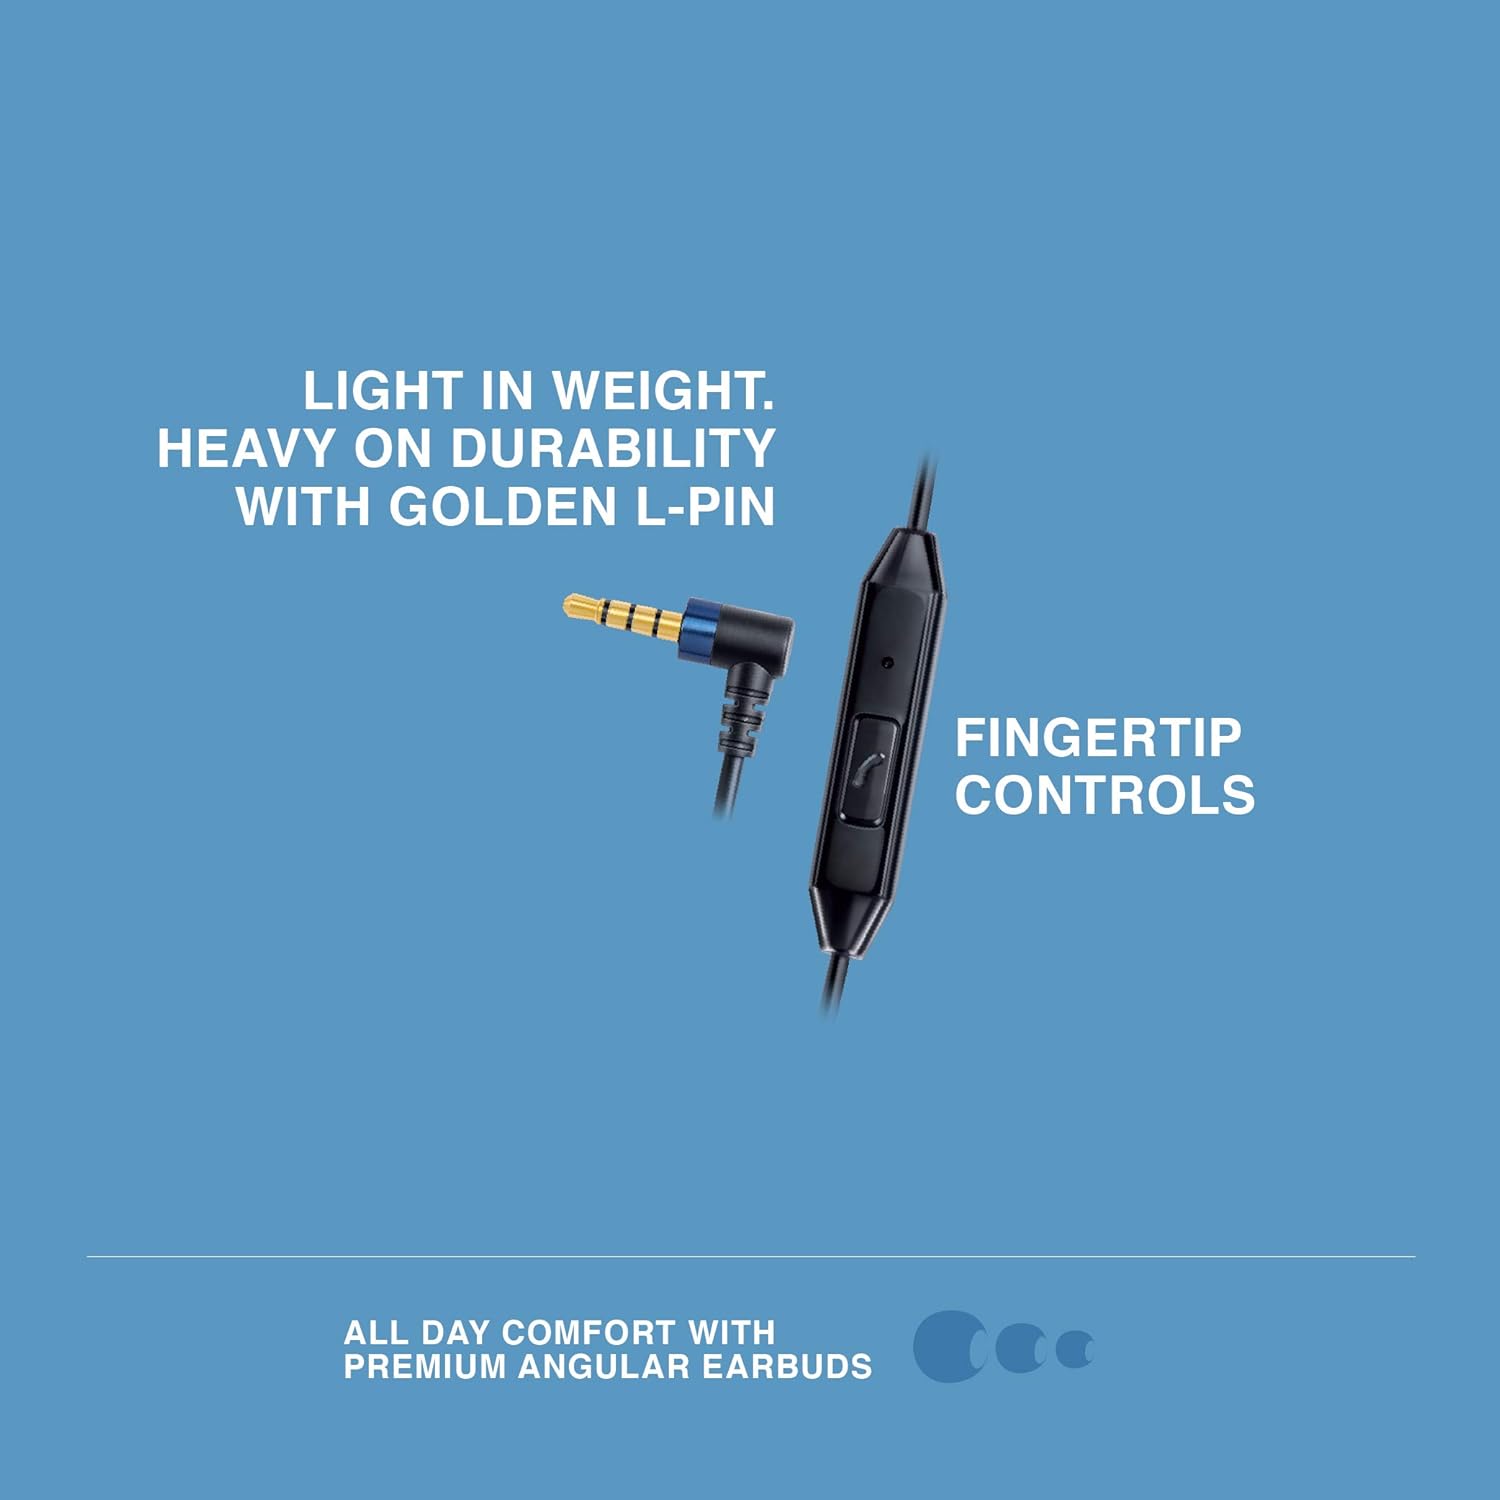 LIGHT IN WEIGHT.
HEAVY ON DURABILITY
WITH GOLDEN L-PIN
FINGERTIP
CONTROLS
ALL DAY COMFORT WITH
PREMIUM ANGULAR EARBUDS